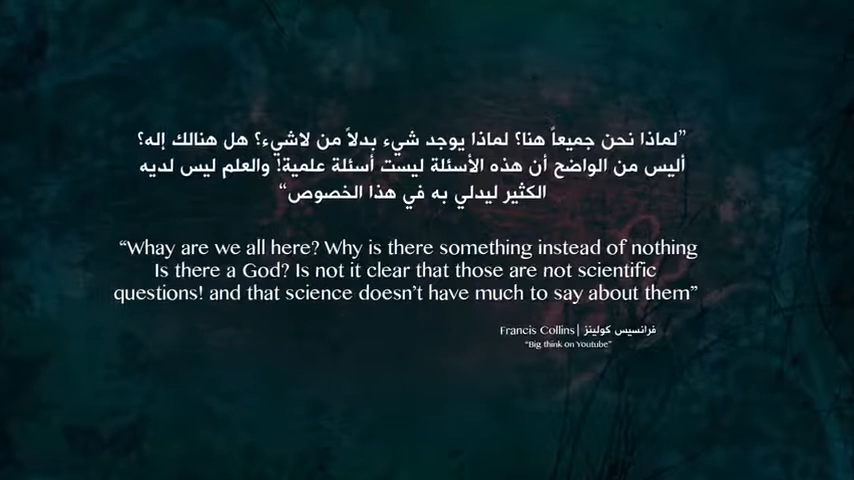 ”لماذا نحن جميعاً هنا؟ لماذا يوجد شيء بدلاً من لاشيء؟ هل هنالك إله؟
أليس من الواضح أن هذه الأسئلة ليست أسئلة علمية! والعلم ليس لديه
الكثير ليدلي به في هذا الخصوص“
“Whay are we all here? Why is there something instead of nothing
Is there a God? Is not it clear that those are not scientific
questions! and that science doesn’t have much to say about them”
Francis Collins| فرانسيس كولينز
“Big think on Youtube”